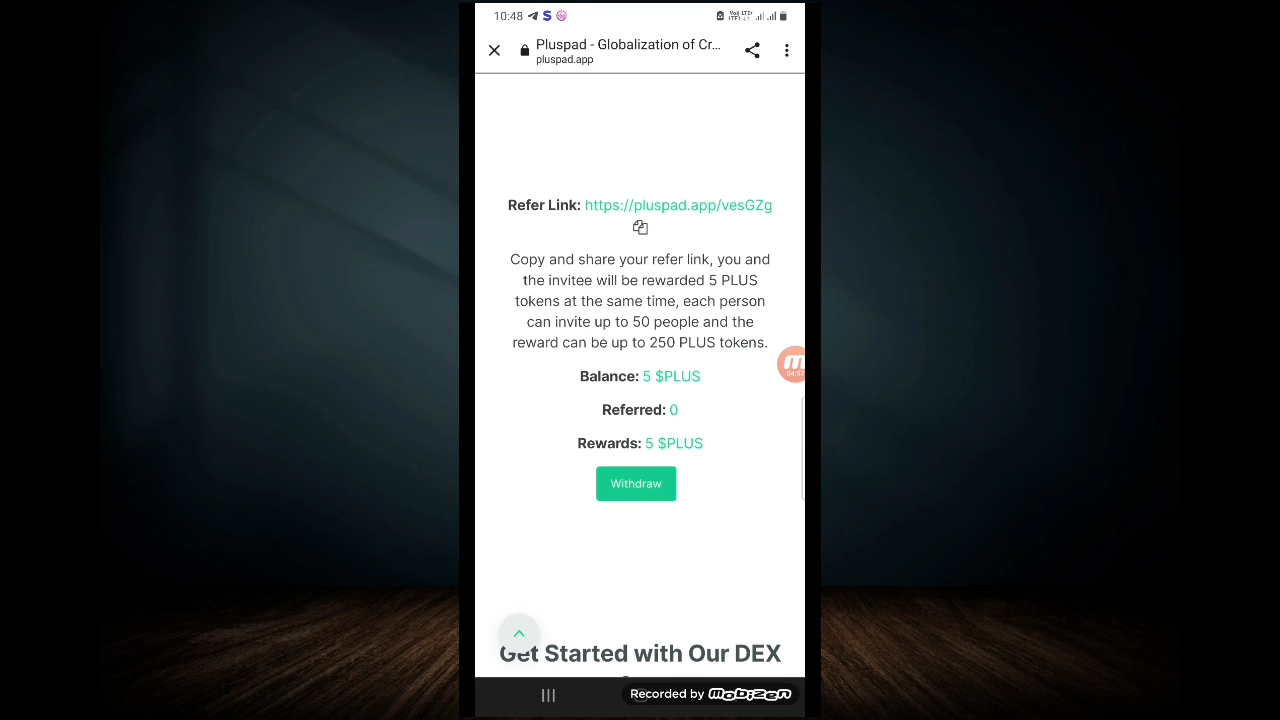 10:48
Pluspad - Globalization of Cr...
pluspad.app
Refer Link: https://pluspad.app/vesGZg
Copy and share your refer link, you and
the invitee will be rewarded 5 PLUS
tokens at the same time, each person
can invite up to 50 people and the
reward can be up to 250 PLUS tokens.
04:57
Balance: 5 $PLUS
Referred: 0
Rewards: 5 $PLUS
Withdraw
Get Started with Our DEX
Recorded by mobizen